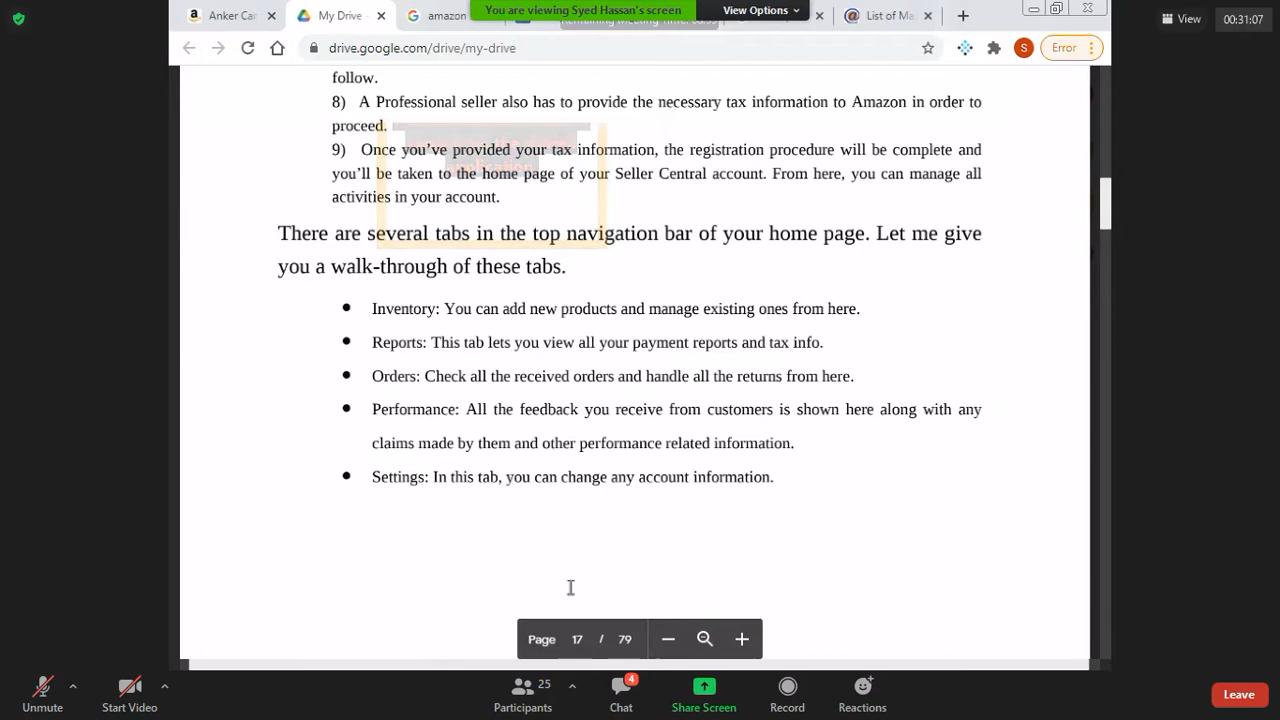 Anker Car
My Drive -
amazon
You are viewing Syed Hassan's screen
View Options
List of Ma
View
00:31:07
drive.google.com/drive/my-drive
S
Error
follow.
8) A Professional seller also has to provide the necessary tax information to Amazon in order to
proceed.
application
9) Once you've provided your tax information, the registration procedure will be complete and
you'll be taken to the home page of your Seller Central account. From here, you can manage all
activities in your account.
There are several tabs in the top navigation bar of your home page. Let me give
you a walk-through of these tabs.
• Inventory: You can add new products and manage existing ones from here.
• Reports: This tab lets you view all your payment reports and tax info.
• Orders: Check all the received orders and handle all the returns from here.
• Performance: All the feedback you receive from customers is shown here along with any
claims made by them and other performance related information.
• Settings: In this tab, you can change any account information.
Page 17 / 79
25
4
Unmute
Start Video
Participants
Chat
Share Screen
Record
Reactions
Leave